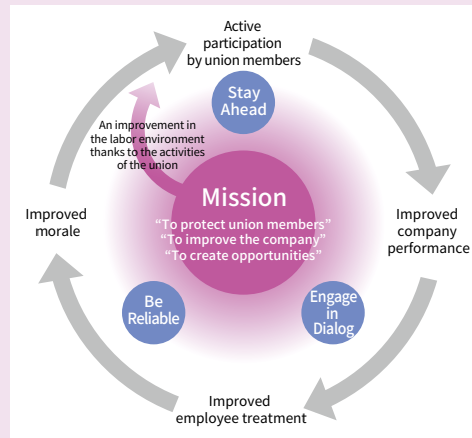 Active
participation
by union members
Stay
Ahead
An improvement in
the labor environment
thanks to the activities
of the union
Mission
“To protect union members”
“To improve the company”
“To create opportunities”
Improved
morale
Improved
company
performance
Be
Reliable
Engage
in
Dialog
Improved
employee treatment